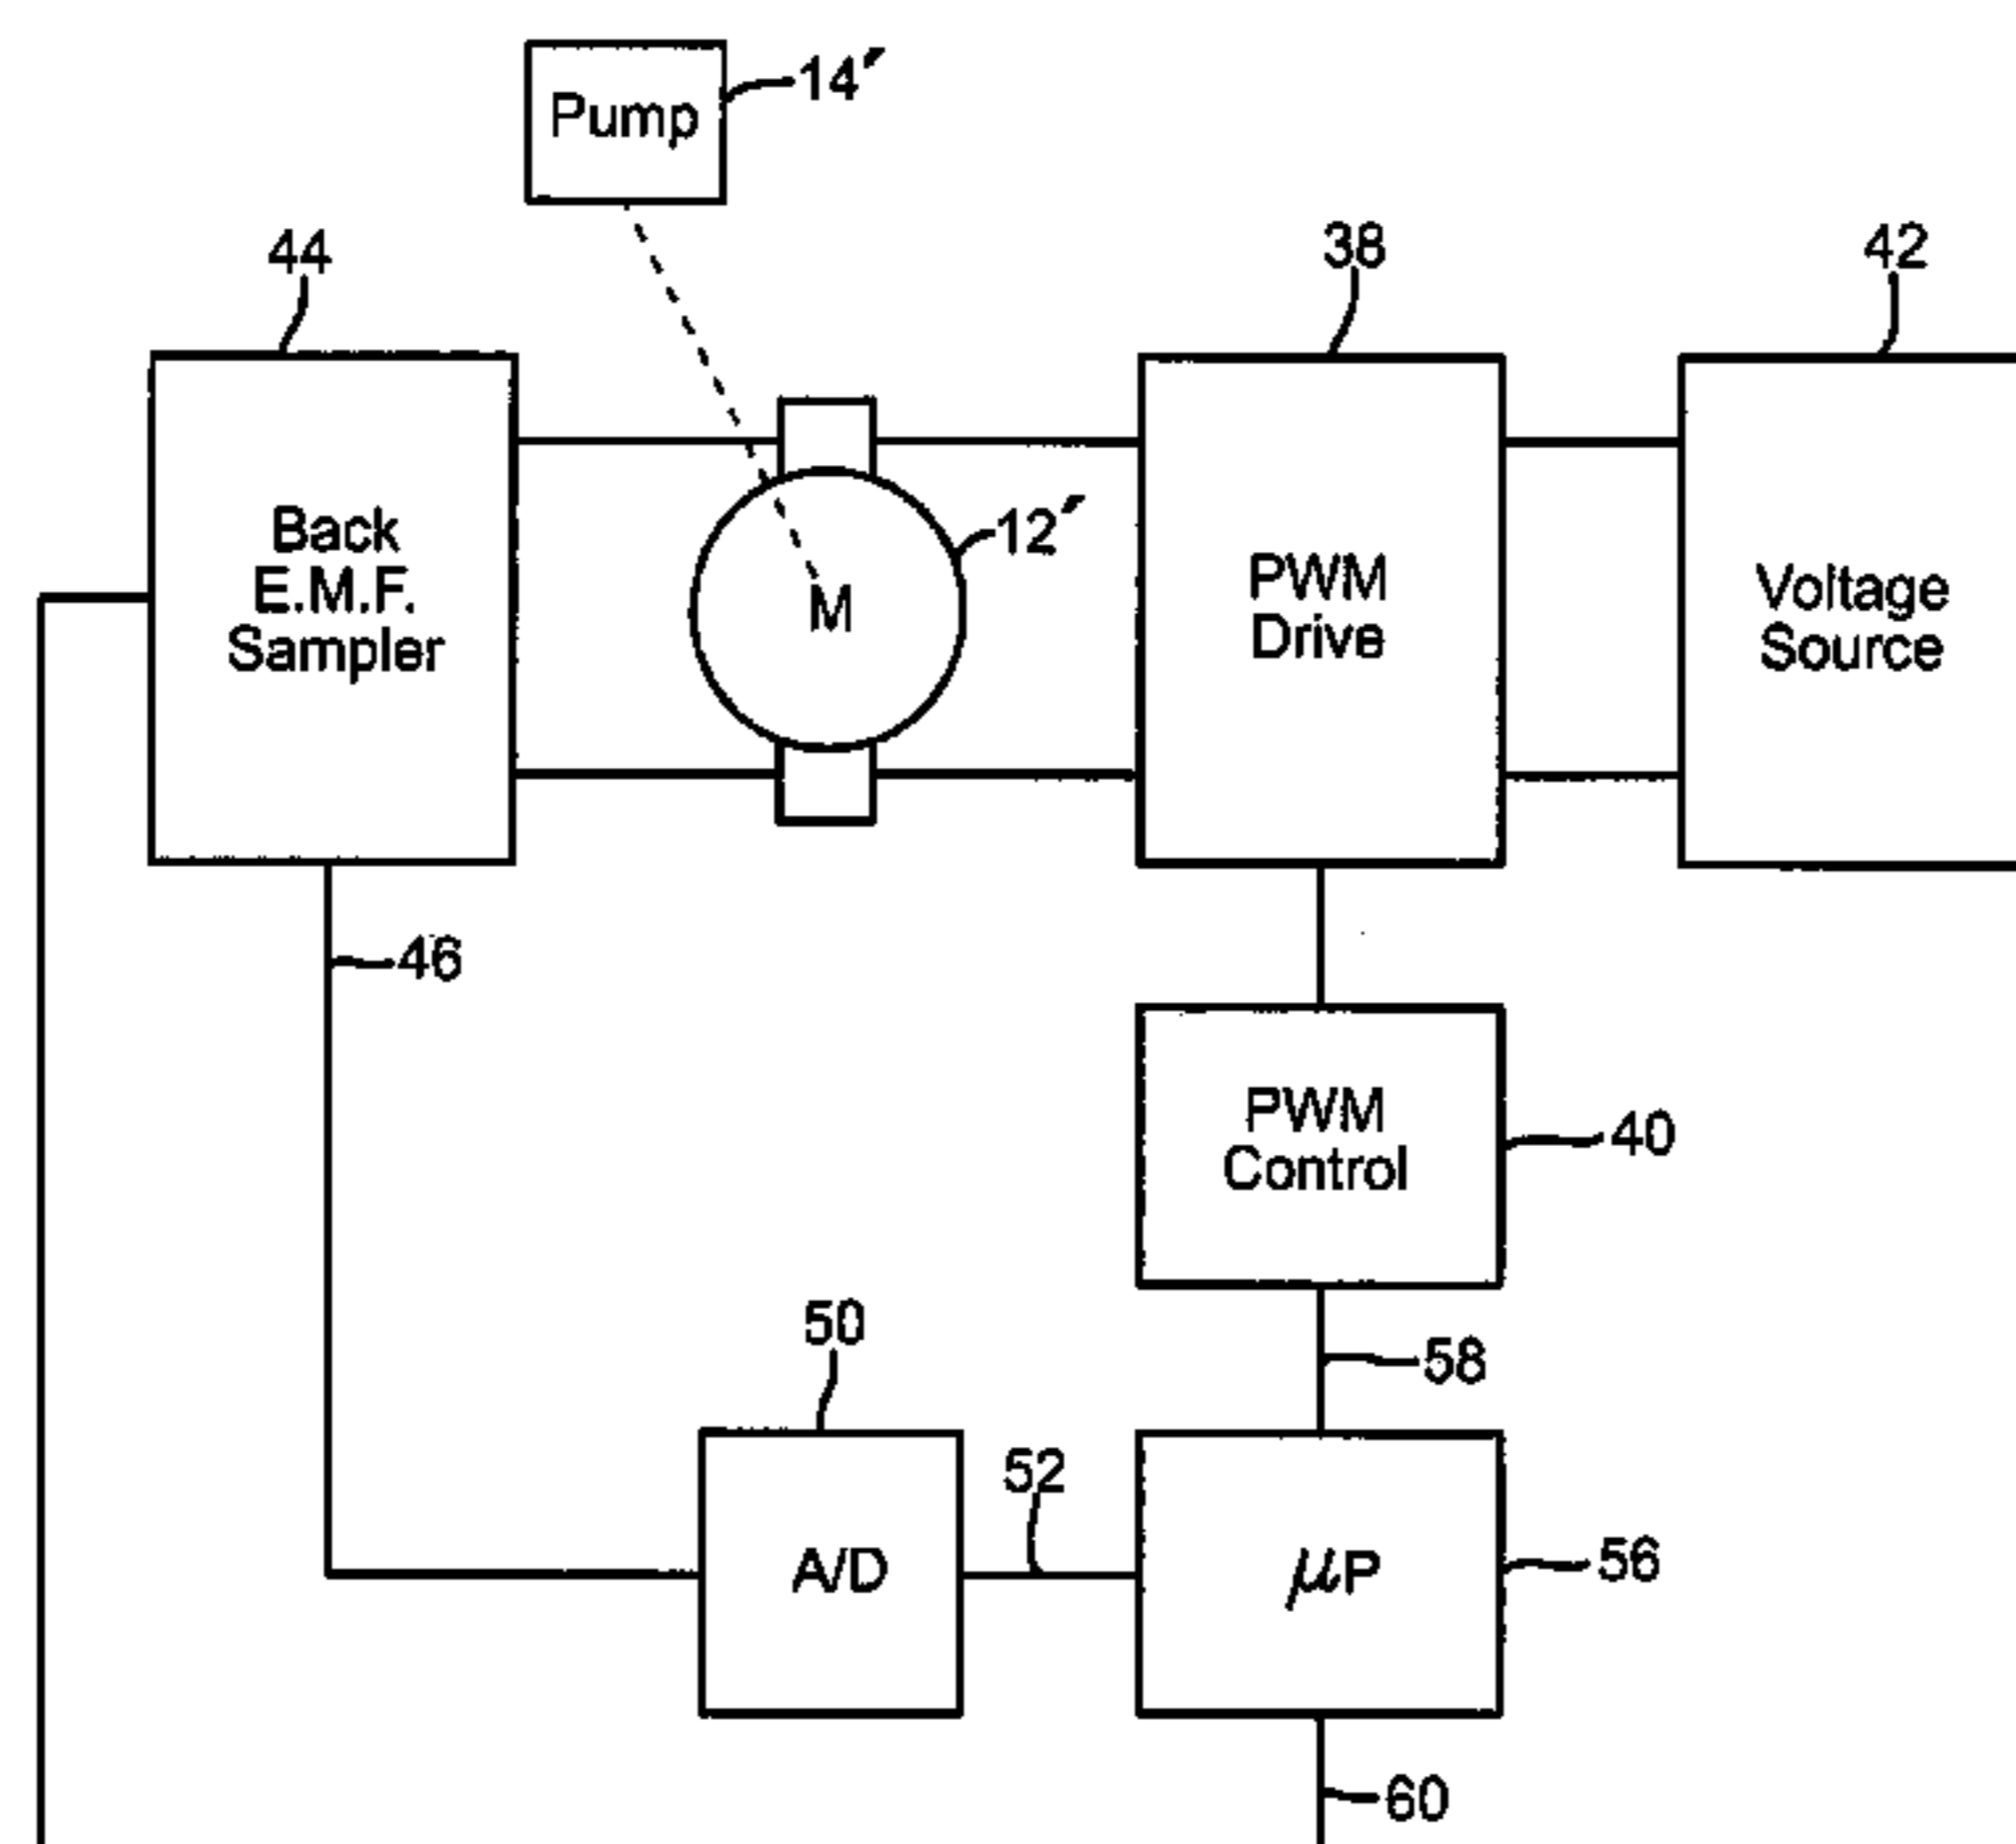 Pump
14′
44
38
42
Back
E.M.F.
Sampler
12′
M
PWM
Drive
Voltage
Source
46
PWM
Control
40
50
58
52
A/D
μP
56
60